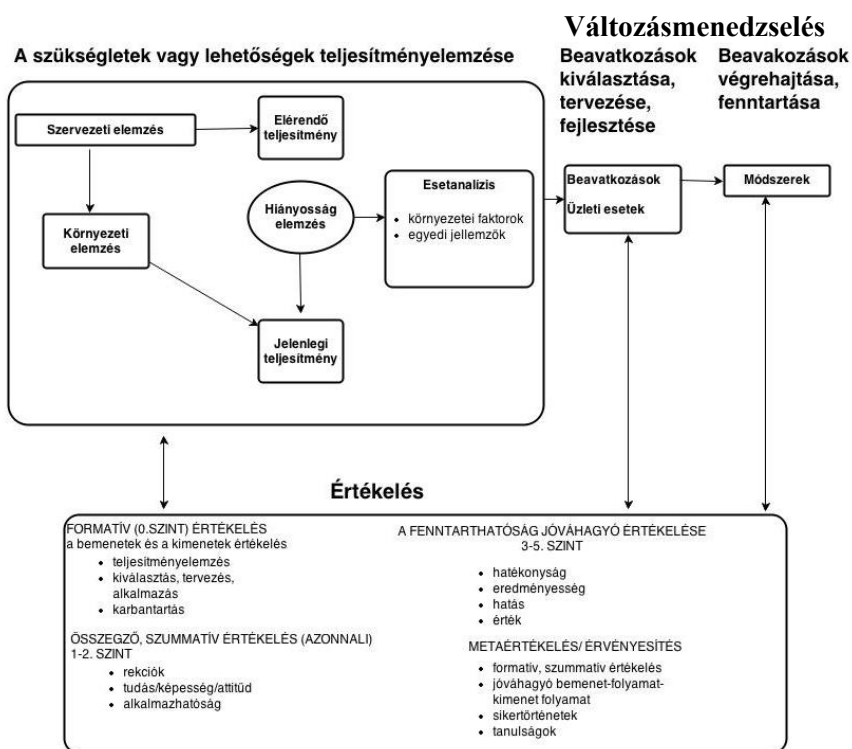 Változásmenedzselés
A szükségletek vagy lehetőségek teljesítményelemzése
Beavatkozások
kiválasztása,
tervezése,
fejlesztése
Beavakozások
végrehajtása,
fenntartása
Szervezeti elemzés
Elérendő
teljesítmény
Környezeti
elemzés
Hiányosság
elemzés
Esetanalízis
• környezetei faktorok
• egyedi jellemzők
Jelenlegi
teljesítmény
Beavatkozások
Üzleti esetek
Módszerek
Értékelés
FORMATÍV (0.SZINT) ÉRTÉKELÉS
a bemenetek és a kimenetek értékelés
• teljesítményelemzés
• kiválasztás, tervezés,
alkalmazás
• karbantartás
ÖSSZEGZŐ, SZUMMATÍV ÉRTÉKELÉS (AZONNALI)
1-2. SZINT
• rekciók
• tudás/képesség/attitűd
• alkalmazhatóság
A FENNTARTHATÓSÁG JÓVÁHAGYÓ ÉRTÉKELÉSE
3-5. SZINT
• hatékonyság
• eredményesség
• hatás
• érték
METAÉRTÉKELÉS/ ÉRVÉNYESÍTÉS
• formatív, szummatív értékelés
• jóváhagyó bemenet-folyamat-
kimenet folyamat
• sikertörténetek
• tanulságok